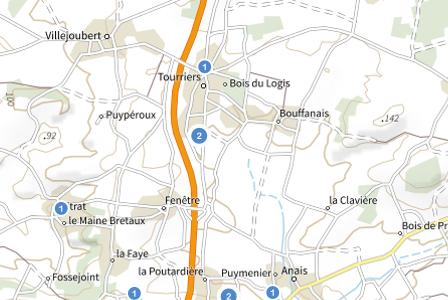 Villejoubert
1
Tourriers
Bois du Logis
100
Puypéroux
Bouffanais
.142
.92
2
1
trat
Fenêtre
la Clavière
le Maine Bretaux
Bois de Pr
la Faye
Fossejoint
la Poutardière
Puymenier
Anais
1
2
1